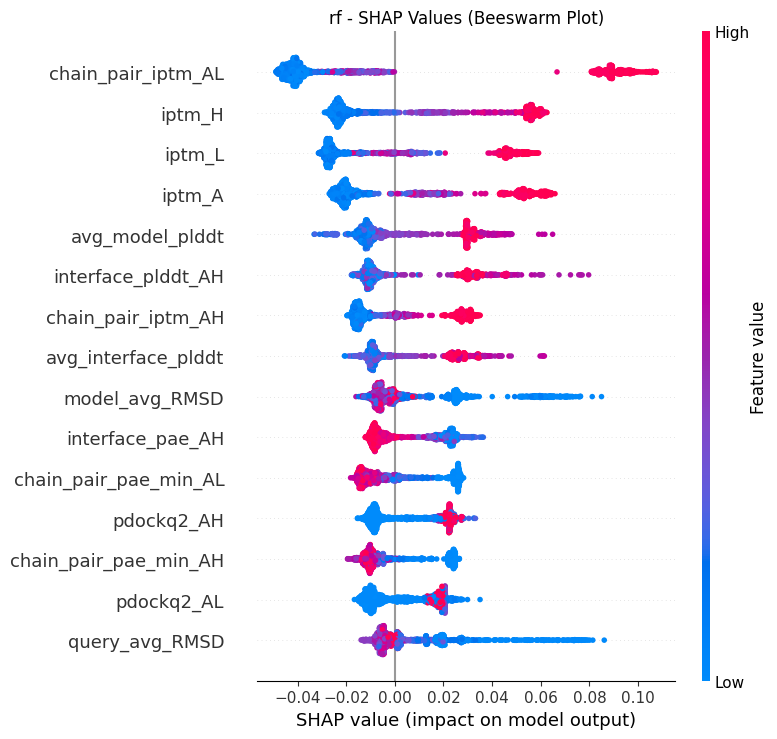 rf - SHAP Values (Beeswarm Plot)
High
chain_pair_iptm_AL
iptm_H
iptm_L
iptm_A
avg_model_plddt
interface_plddt_AH
chain_pair_iptm_AH
avg_interface_plddt
model_avg_RMSD
interface_pae_AH
chain_pair_pae_min_AL
pdockq2_AH
chain_pair_pae_min_AH
pdockq2_AL
query_avg_RMSD
Feature value
Low
−0.04 −0.02 0.00 0.02 0.04 0.06 0.08 0.10
SHAP value (impact on model output)